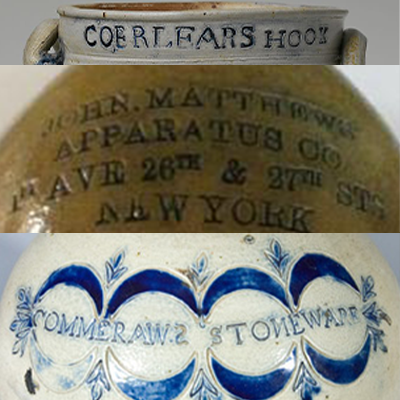 COERLEARS HOOK
JOHN. MATTHEWS
APPARATUS CO.
1ST AVE 26TH & 27TH STS
NEW YORK
COMMERAWS STONEWARE